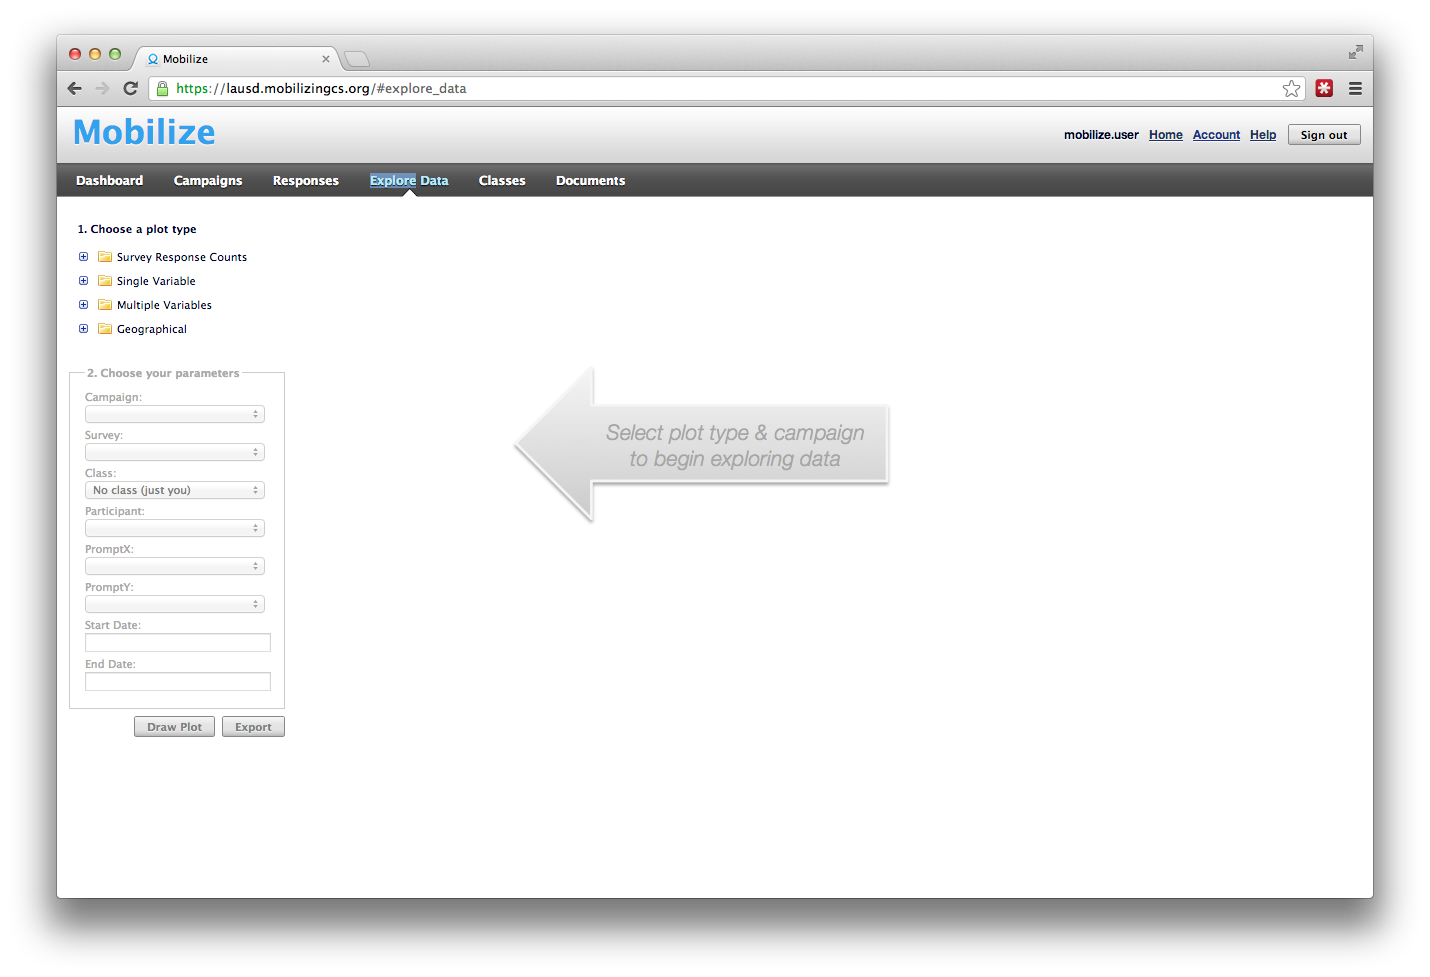 Mobilize
https://lausd.mobilizingcs.org/#explore_data
Mobilize
mobilize.user Home Account Help Sign out
Dashboard Campaigns Responses Explore Data Classes Documents
1. Choose a plot type
Survey Response Counts
Single Variable
Multiple Variables
Geographical
2. Choose your parameters
Campaign:
Survey:
Class:
No class (just you)
Participant:
PromptX:
PromptY:
Start Date:
End Date:
Draw Plot Export
Select plot type & campaign
to begin exploring data